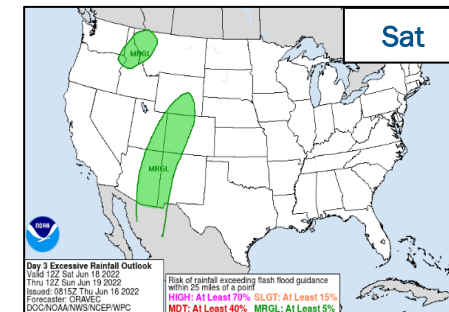 Sat
MRGL
MRGL
NOAA
Day 3 Excessive Rainfall Outlook
Valid 12Z Sat Jun 18 2022
Thru 12Z Sun Jun 19 2022
Issued: 0815Z Thu Jun 16 2022
Forecaster: ORAVEC
DOC/NOAA/NWS/NCEP/WPC
Risk of rainfall exceeding flash flood guidance
within 25 miles of a point
HIGH: At Least 70% SLGT: At Least 15%
MDT: At Least 40% MRGL: At Least 5%